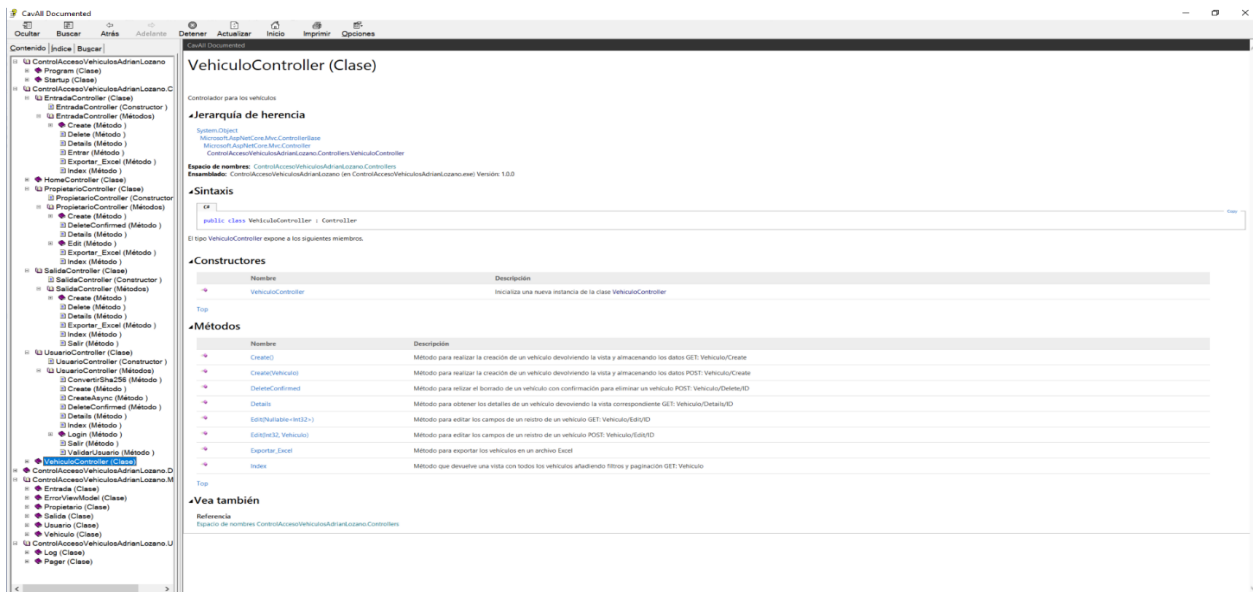 CavAll Documented
Ocultar Buscar Atrás Adelante Detener Actualizar Inicio Imprimir Opciones
Contenido Índice Buscar
ControlAccesoVehiculosAdrianLozano
Program (Clase)
Startup (Clase)
ControlAccesoVehiculosAdrianLozano.C
EntradaController (Clase)
EntradaController (Constructor )
EntradaController (Métodos)
Create (Método )
Delete (Método )
Details (Método )
Entrar (Método )
Exportar_Excel (Método )
Index (Método )
HomeController (Clase)
PropietarioController (Clase)
PropietarioController (Constructor
PropietarioController (Métodos)
Create (Método )
DeleteConfirmed (Método )
Details (Método )
Edit (Método )
Exportar_Excel (Método )
Index (Método )
SalidaController (Clase)
SalidaController (Constructor )
SalidaController (Métodos)
Create (Método )
Delete (Método )
Details (Método )
Exportar_Excel (Método )
Index (Método )
Salir (Método )
UsuarioController (Clase)
UsuarioController (Constructor )
UsuarioController (Métodos)
ConvertirSha256 (Método )
Create (Método )
CreateAsync (Método )
DeleteConfirmed (Método )
Details (Método )
Index (Método )
Login (Método )
Salir (Método )
ValidarUsuario (Método )
VehiculoController (Clase)
ControlAccesoVehiculosAdrianLozano.D
ControlAccesoVehiculosAdrianLozano.M
Entrada (Clase)
ErrorViewModel (Clase)
Propietario (Clase)
Salida (Clase)
Usuario (Clase)
Vehiculo (Clase)
ControlAccesoVehiculosAdrianLozano.U
Log (Clase)
Pager (Clase)
CavAll Documented
VehiculoController (Clase)
Controlador para los vehículos
Jerarquía de herencia
System.Object
Microsoft.AspNetCore.Mvc.ControllerBase
Microsoft.AspNetCore.Mvc.Controller
ControlAccesoVehiculosAdrianLozano.Controllers.VehiculoController
Espacio de nombres: ControlAccesoVehiculosAdrianLozano.Controllers
Ensamblado: ControlAccesoVehiculosAdrianLozano (en ControlAccesoVehiculosAdrianLozano.exe) Versión: 1.0.0
Sintaxis
C#
public class VehiculoController : Controller
El tipo VehiculoController expone a los siguientes miembros.
Constructores
Nombre Descripción
VehiculoController Inicializa una nueva instancia de la clase VehiculoController
Top
Métodos
Nombre Descripción
Create() Método para realizar la creación de un vehículo devolviendo la vista y almacenando los datos GET: Vehiculo/Create
Create(Vehiculo) Método para realizar la creación de un vehículo devolviendo la vista y almacenando los datos POST: Vehiculo/Create
DeleteConfirmed Método para relizar el borrado de un vehículo con confirmación para eliminar un vehículo POST: Vehiculo/Delete/ID
Details Método para obtener los detalles de un vehículo devoviendo la vista correspondiente GET: Vehiculo/Details/ID
Edit(Nullable<Int32>) Método para editar los campos de un reistro de un vehículo GET: Vehiculo/Edit/ID
Edit(Int32, Vehiculo) Método para editar los campos de un reistro de un vehículo POST: Vehiculo/Edit/ID
Exportar_Excel Método para exportar los vehículos en un archivo Excel
Index Método que devuelve una vista con todos los vehículos añadiendo filtros y paginación GET: Vehiculo
Top
Vea también
Referencia
Espacio de nombres ControlAccesoVehiculosAdrianLozano.Controllers